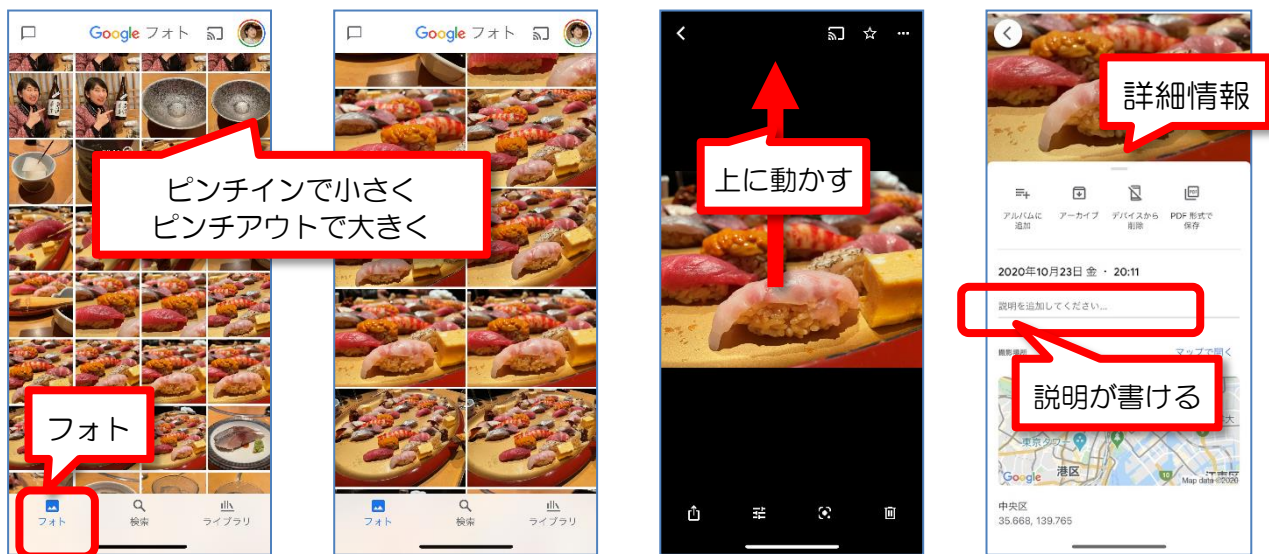 Google フォト
ピンチインで小さく
ピンチアウトで大きく
フォト
フォト
検索
ライブラリ
Google フォト
フォト
検索
ライブラリ
上に動かす
詳細情報
アルバムに
追加
アーカイブ
デバイスから
削除
PDF 形式で
保存
2020年10月23日 金 ・ 20:11
説明を追加してください...
撮影場所
マップで開く
説明が書ける
東京タワー
港区
Google
Map data ©2020
中央区
35.668, 139.765